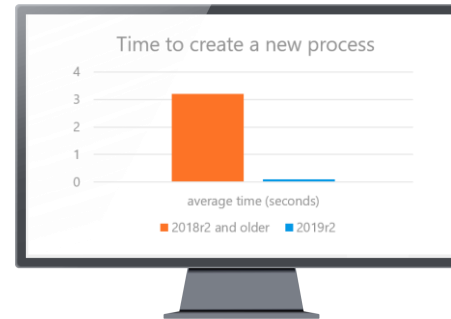 Time to create a new process
4
3
2
1
0
average time (seconds)
2018r2 and older 2019r2